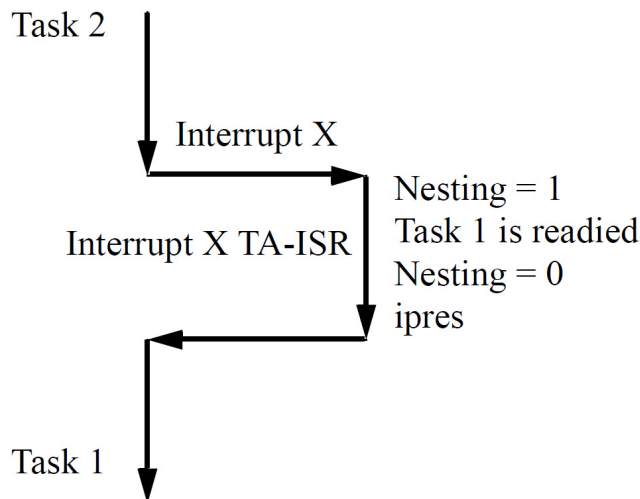 Task 2
Interrupt X
Nesting = 1
Interrupt X TA-ISR
Task 1 is readied
Nesting = 0
ipres
Task 1